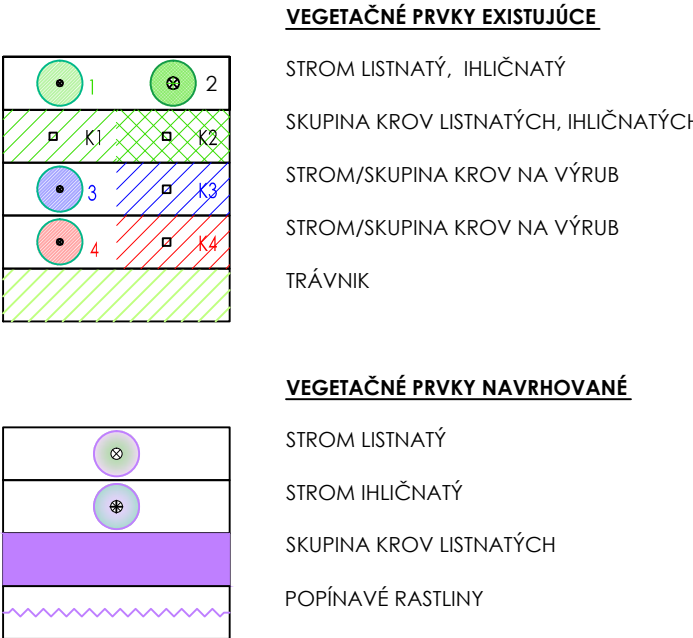 VEGETAČNÉ PRVKY EXISTUJÚCE
1 2 STROM LISTNATÝ, IHLIČNATÝ
K1 K2 SKUPINA KROV LISTNATÝCH, IHLIČNATÝCH
3 K3 STROM/SKUPINA KROV NA VÝRUB
4 K4 STROM/SKUPINA KROV NA VÝRUB
TRÁVNIK
VEGETAČNÉ PRVKY NAVRHOVANÉ
STROM LISTNATÝ
STROM IHLIČNATÝ
SKUPINA KROV LISTNATÝCH
POPÍNAVÉ RASTLINY